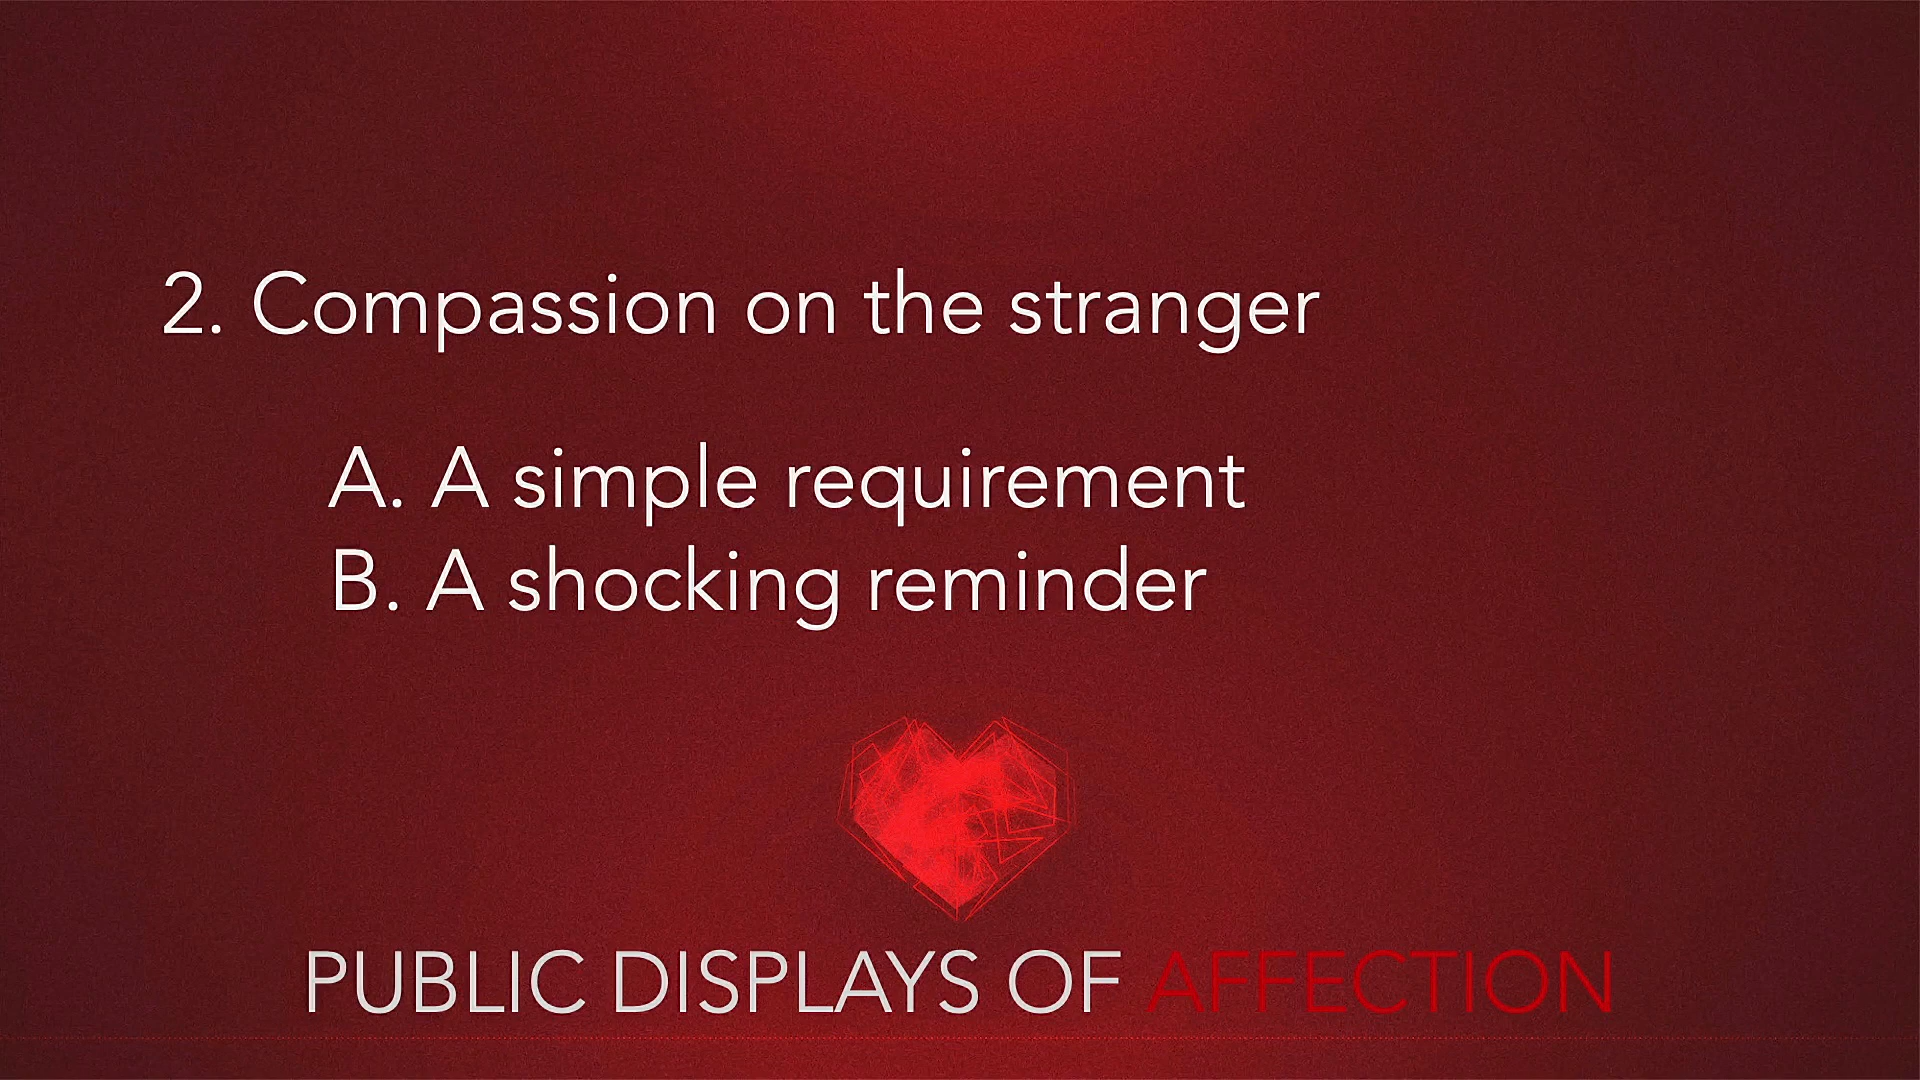 2. Compassion on the stranger
A. A simple requirement
B. A shocking reminder
PUBLIC DISPLAYS OF AFFECTION